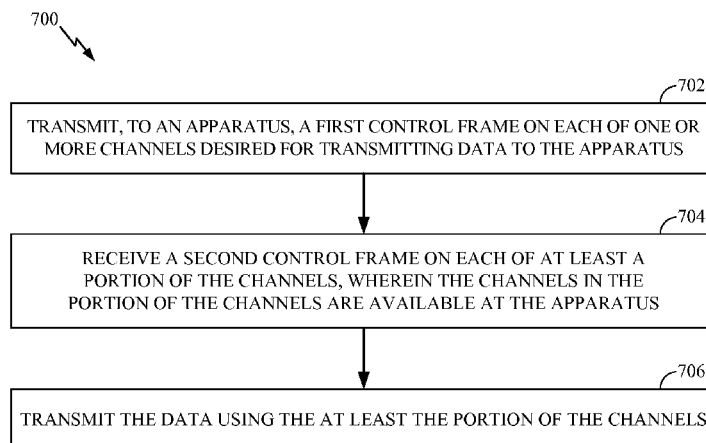 700
702
TRANSMIT, TO AN APPARATUS, A FIRST CONTROL FRAME ON EACH OF ONE OR
MORE CHANNELS DESIRED FOR TRANSMITTING DATA TO THE APPARATUS
704
RECEIVE A SECOND CONTROL FRAME ON EACH OF AT LEAST A
PORTION OF THE CHANNELS, WHEREIN THE CHANNELS IN THE
PORTION OF THE CHANNELS ARE AVAILABLE AT THE APPARATUS
706
TRANSMIT THE DATA USING THE AT LEAST THE PORTION OF THE CHANNELS